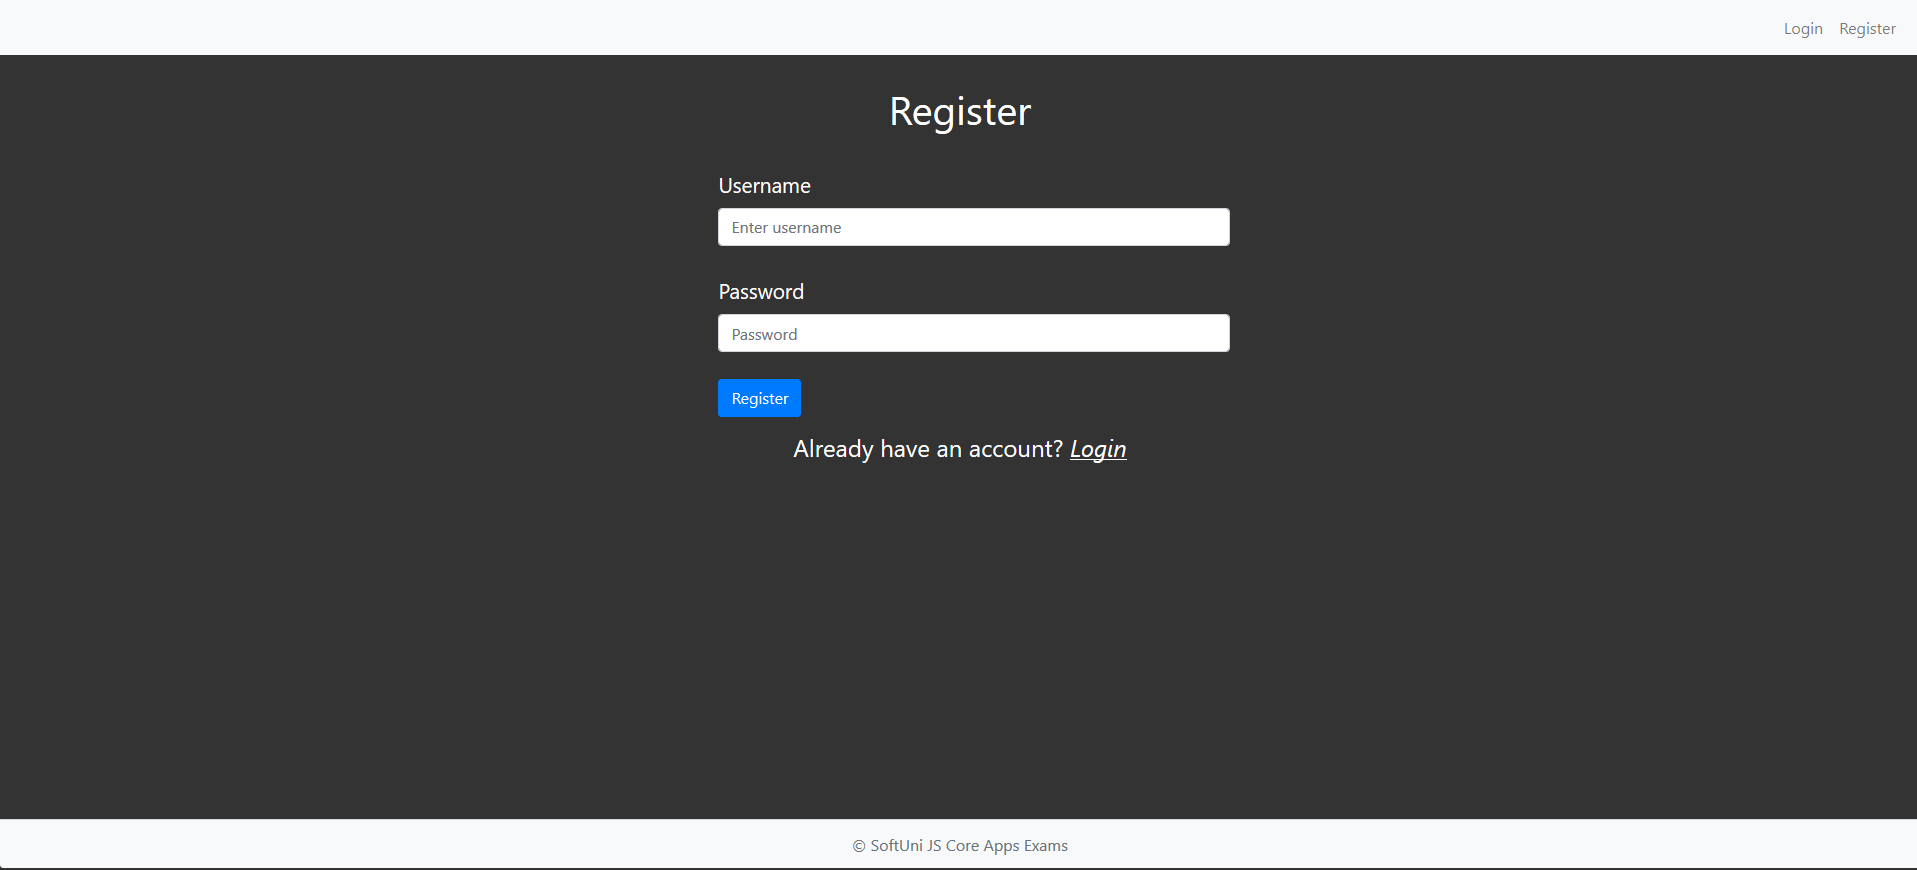 Login Register
Register
Username
Enter username
Password
Password
Register
Already have an account? Login
© SoftUni JS Core Apps Exams